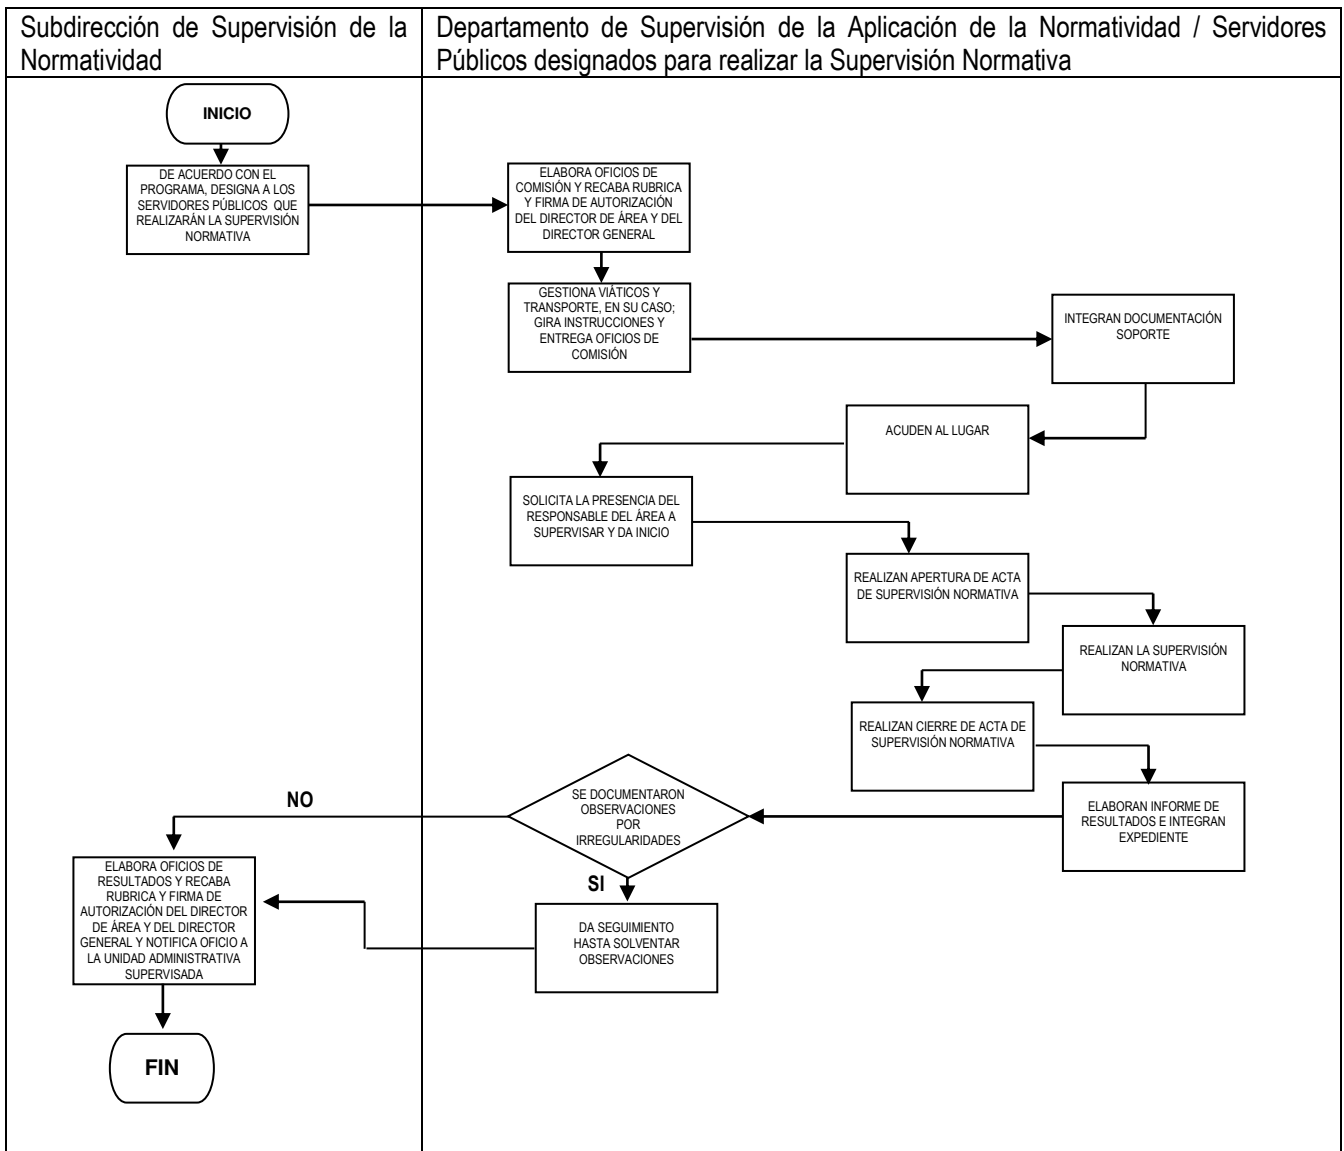 Subdirección de Supervisión de la
Normatividad
Departamento de Supervisión de la Aplicación de la Normatividad / Servidores
Públicos designados para realizar la Supervisión Normativa
INICIO
DE ACUERDO CON EL
PROGRAMA, DESIGNA A LOS
SERVIDORES PÚBLICOS QUE
REALIZARÁN LA SUPERVISIÓN
NORMATIVA
ELABORA OFICIOS DE
COMISIÓN Y RECABA RUBRICA
Y FIRMA DE AUTORIZACIÓN
DEL DIRECTOR DE ÁREA Y DEL
DIRECTOR GENERAL
GESTIONA VIÁTICOS Y
TRANSPORTE, EN SU CASO;
GIRA INSTRUCCIONES Y
ENTREGA OFICIOS DE
COMISIÓN
INTEGRAN DOCUMENTACIÓN
SOPORTE
ACUDEN AL LUGAR
SOLICITA LA PRESENCIA DEL
RESPONSABLE DEL ÁREA A
SUPERVISAR Y DA INICIO
REALIZAN APERTURA DE ACTA
DE SUPERVISIÓN NORMATIVA
REALIZAN LA SUPERVISIÓN
NORMATIVA
REALIZAN CIERRE DE ACTA DE
SUPERVISIÓN NORMATIVA
ELABORAN INFORME DE
RESULTADOS E INTEGRAN
EXPEDIENTE
SE DOCUMENTARON
OBSERVACIONES
POR
IRREGULARIDADES
NO
SI
DA SEGUIMIENTO
HASTA SOLVENTAR
OBSERVACIONES
ELABORA OFICIOS DE
RESULTADOS Y RECABA
RUBRICA Y FIRMA DE
AUTORIZACIÓN DEL DIRECTOR
DE ÁREA Y DEL DIRECTOR
GENERAL Y NOTIFICA OFICIO A
LA UNIDAD ADMINISTRATIVA
SUPERVISADA
FIN